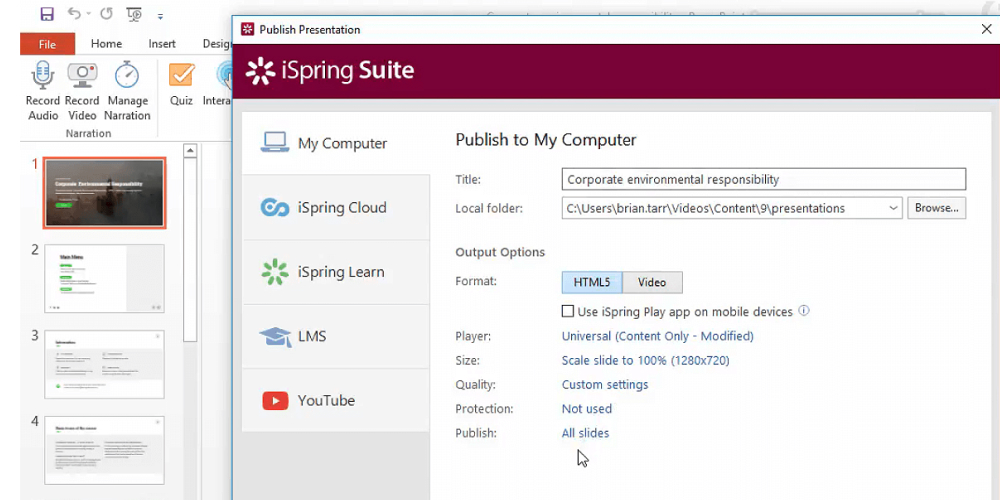 Publish Presentation
File Home Insert Desig
iSpring Suite
Record Audio
Record Video
Manage Narration
Quiz
Intera
Narration
1
Corporate Environmental Responsibility
2
Main Menu
3
Information
4
My Computer
iSpring Cloud
iSpring Learn
LMS
YouTube
Publish to My Computer
Title: Corporate environmental responsibility
Local folder: C:\Users\brian.tarr\Videos\Content\9\presentations Browse...
Output Options
Format: HTML5 Video
Use iSpring Play app on mobile devices
Player: Universal (Content Only - Modified)
Size: Scale slide to 100% (1280x720)
Quality: Custom settings
Protection: Not used
Publish: All slides